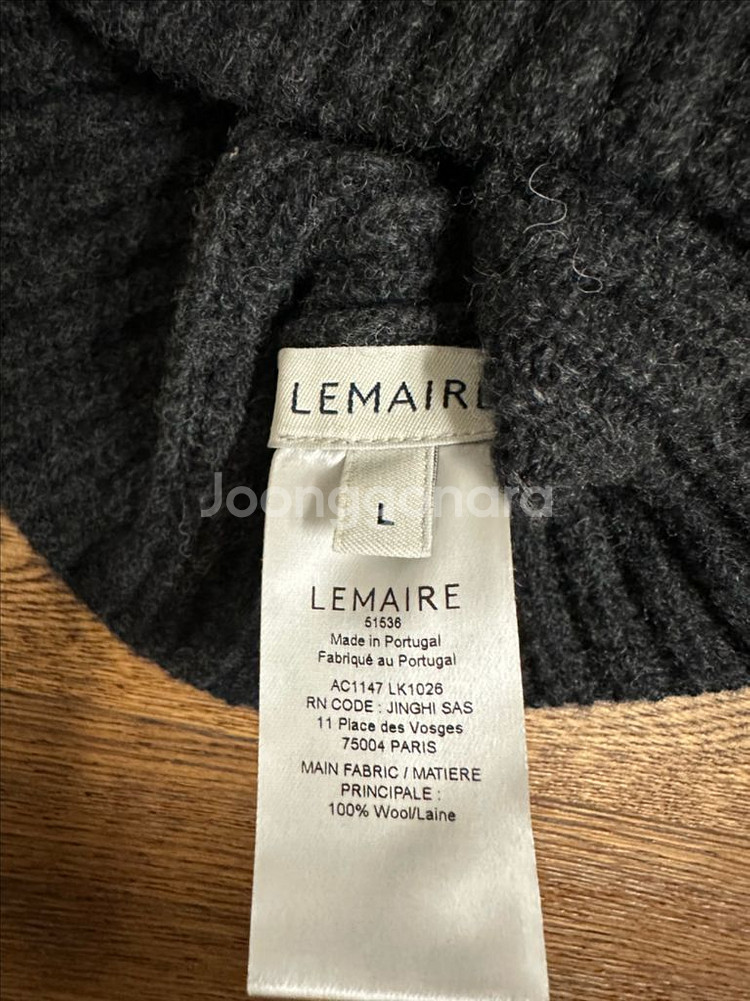 LEMAIRE
Joonggonara
L
LEMAIRE
51536
Made in Portugal
Fabriqué au Portugal
AC1147 LK1026
RN CODE : JINGHI SAS
11 Place des Vosges
75004 PARIS
MAIN FABRIC / MATIERE
PRINCIPALE :
100% Wool/Laine